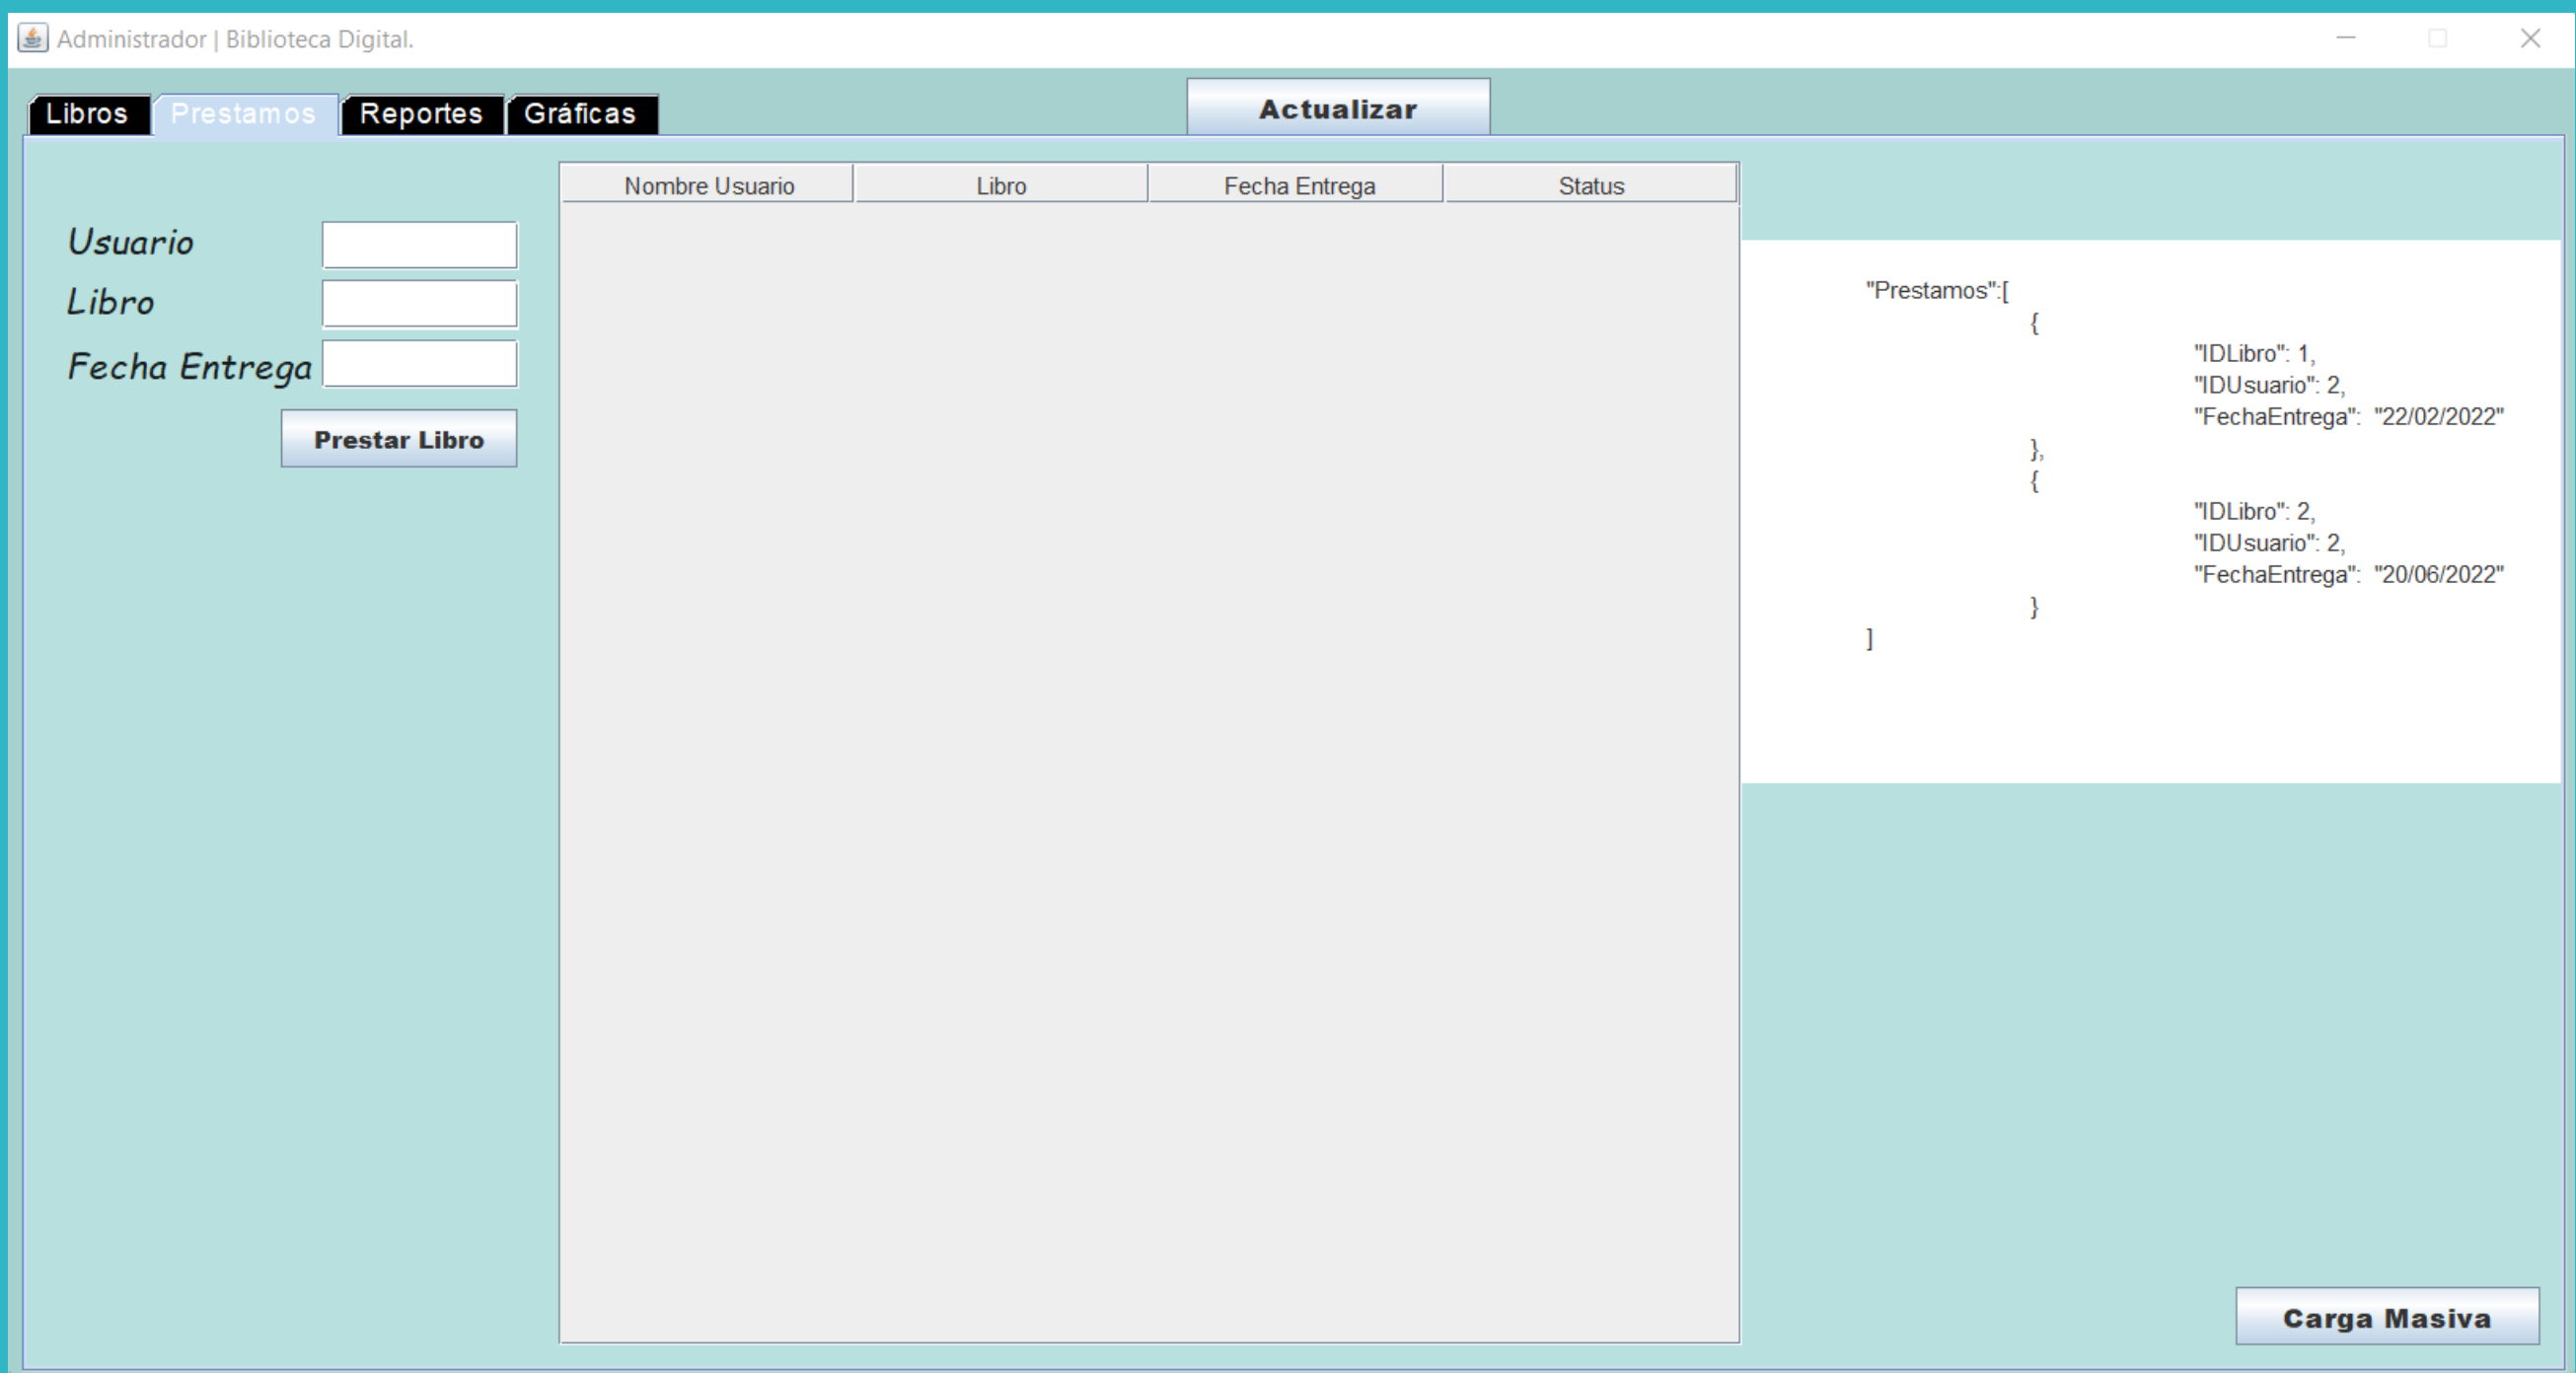 Administrador | Biblioteca Digital.
Libros Prestamos Reportes Gráficas
Actualizar
Usuario
Libro
Fecha Entrega
Prestar Libro
Nombre Usuario Libro Fecha Entrega Status
"Prestamos":[
{
"IDLibro": 1,
"IDUsuario": 2,
"FechaEntrega": "22/02/2022"
},
{
"IDLibro": 2,
"IDUsuario": 2,
"FechaEntrega": "20/06/2022"
}
]
Carga Masiva